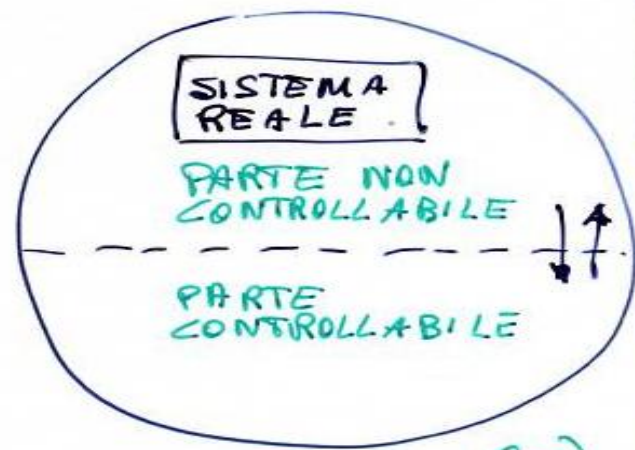 SISTEMA
REALE
PARTE NON
CONTROLLABILE
PARTE
CONTROLLABILE